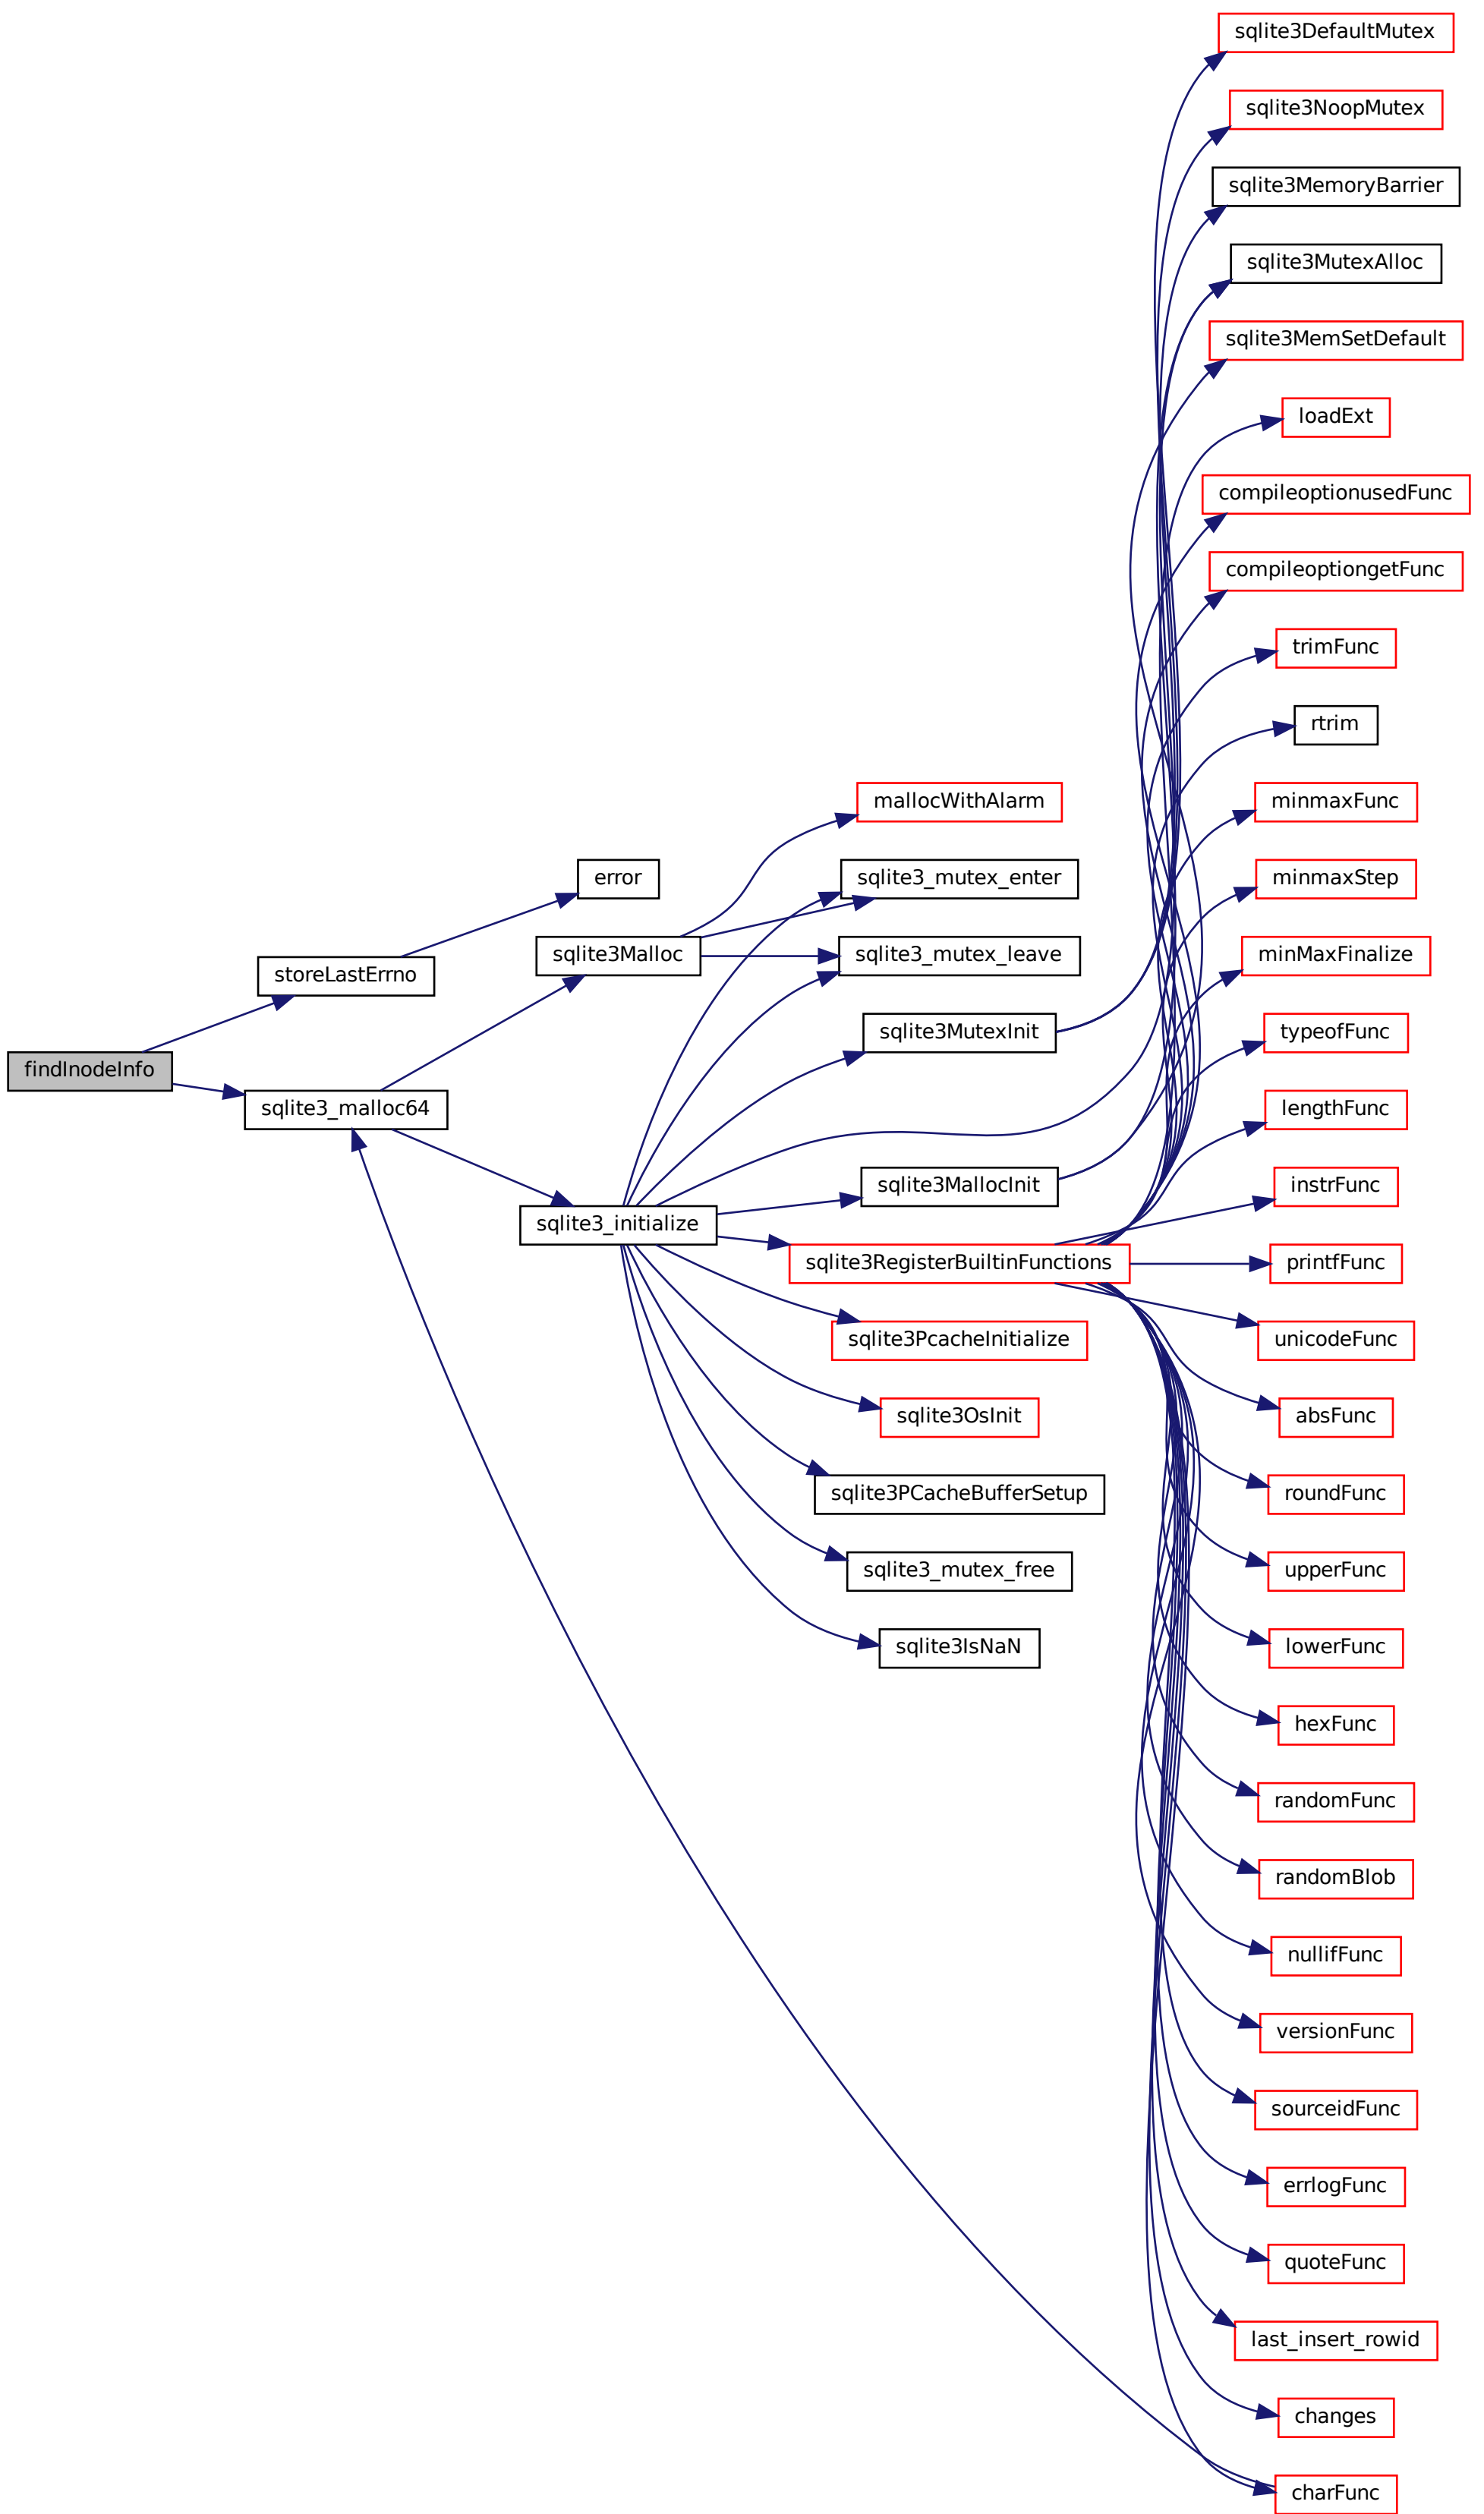 findInodeInfo
storeLastErrno
sqlite3_malloc64
error
sqlite3Malloc
sqlite3_initialize
mallocWithAlarm
sqlite3_mutex_enter
sqlite3_mutex_leave
sqlite3MutexInit
sqlite3MallocInit
sqlite3RegisterBuiltinFunctions
sqlite3PcacheInitialize
sqlite3OsInit
sqlite3PCacheBufferSetup
sqlite3_mutex_free
sqlite3IsNaN
sqlite3DefaultMutex
sqlite3NoopMutex
sqlite3MemoryBarrier
sqlite3MutexAlloc
sqlite3MemSetDefault
loadExt
compileoptionusedFunc
compileoptiongetFunc
trimFunc
rtrim
minmaxFunc
minmaxStep
minMaxFinalize
typeofFunc
lengthFunc
instrFunc
printfFunc
unicodeFunc
absFunc
roundFunc
upperFunc
lowerFunc
hexFunc
randomFunc
randomBlob
nullifFunc
versionFunc
sourceidFunc
errlogFunc
quoteFunc
last_insert_rowid
changes
charFunc